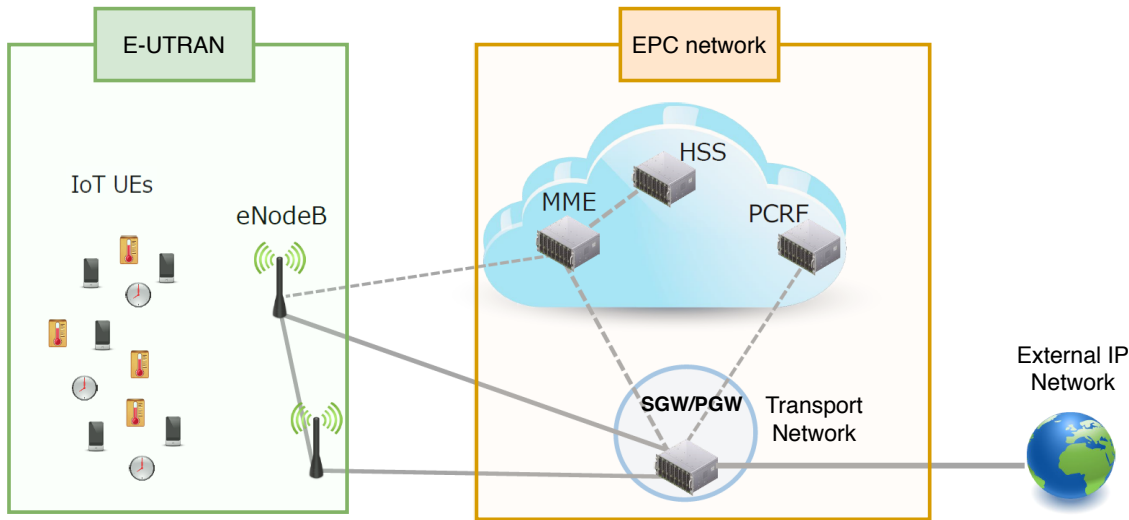 E-UTRAN
EPC network
IoT UEs
eNodeB
HSS
MME
PCRF
SGW/PGW
Transport
Network
External IP
Network